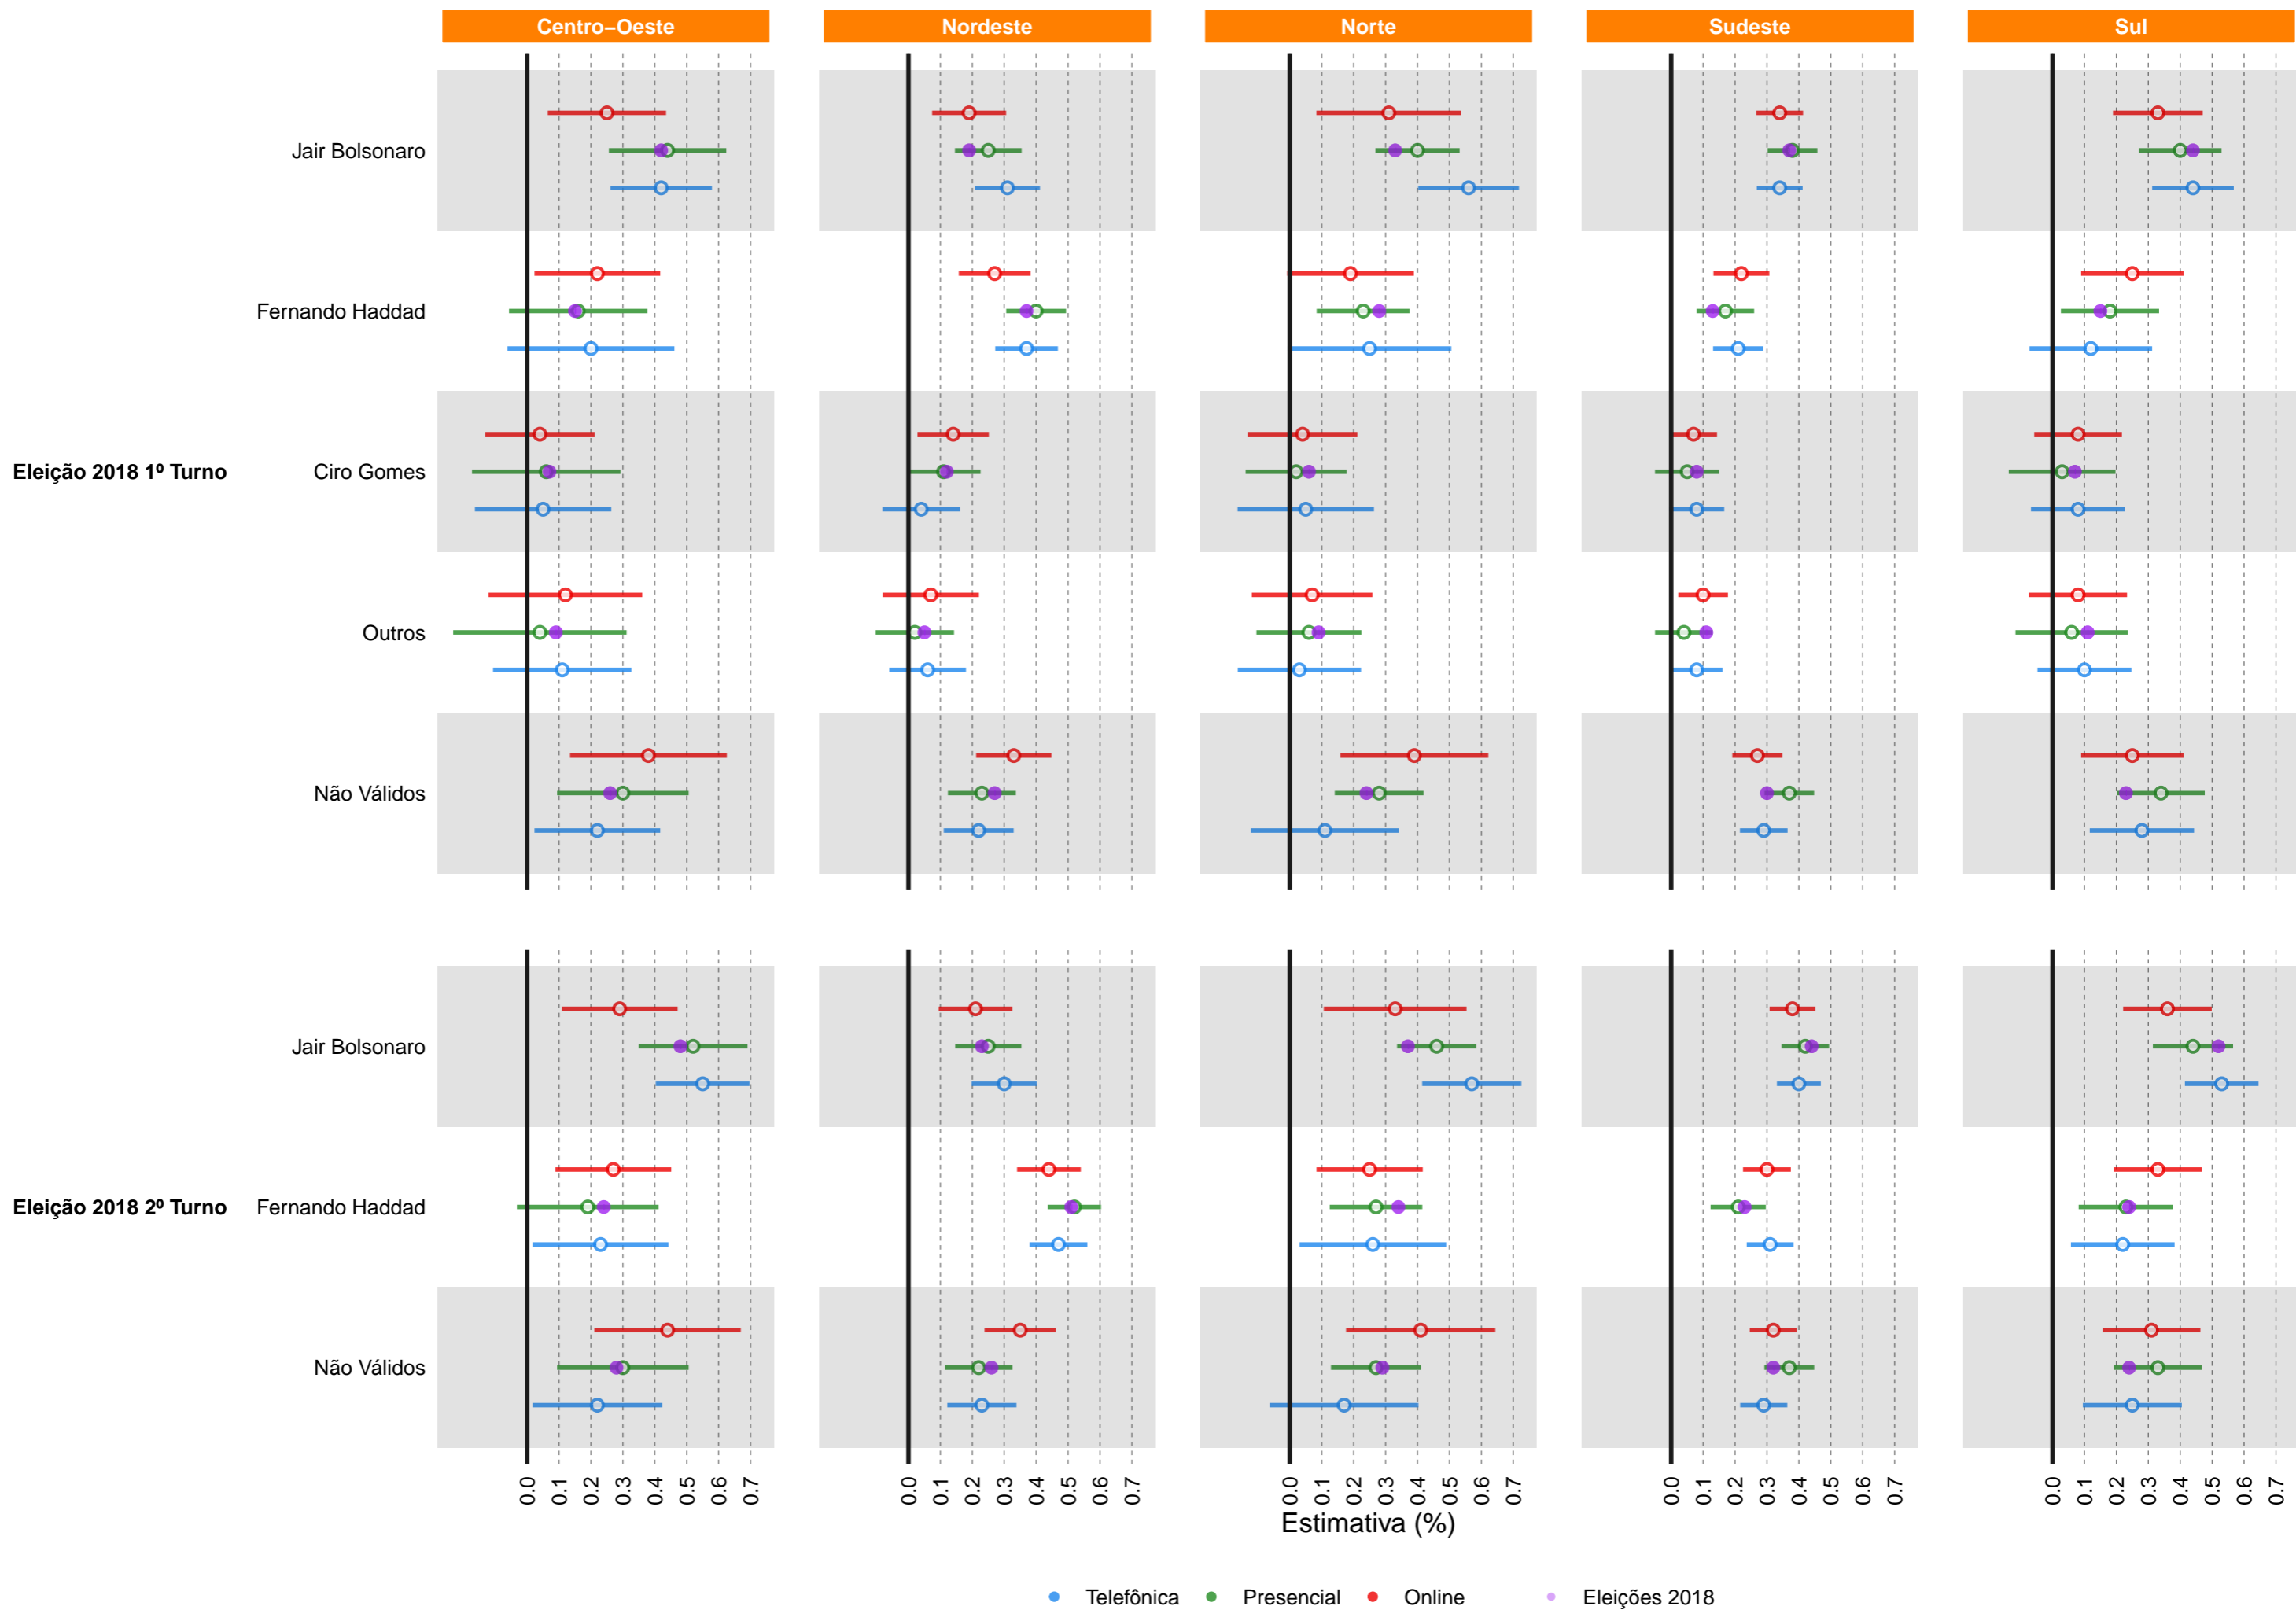 Centro−Oeste
Nordeste
Norte
Sudeste
Sul
Jair Bolsonaro
Fernando Haddad
Eleição 2018 1º Turno
Ciro Gomes
Outros
Não Válidos
Jair Bolsonaro
Eleição 2018 2º Turno
Fernando Haddad
Não Válidos
0.0 0.1 0.2 0.3 0.4 0.5 0.6 0.7
0.0 0.1 0.2 0.3 0.4 0.5 0.6 0.7
0.0 0.1 0.2 0.3 0.4 0.5 0.6 0.7
0.0 0.1 0.2 0.3 0.4 0.5 0.6 0.7
0.0 0.1 0.2 0.3 0.4 0.5 0.6 0.7
Estimativa (%)
Telefônica
Presencial
Online
Eleições 2018